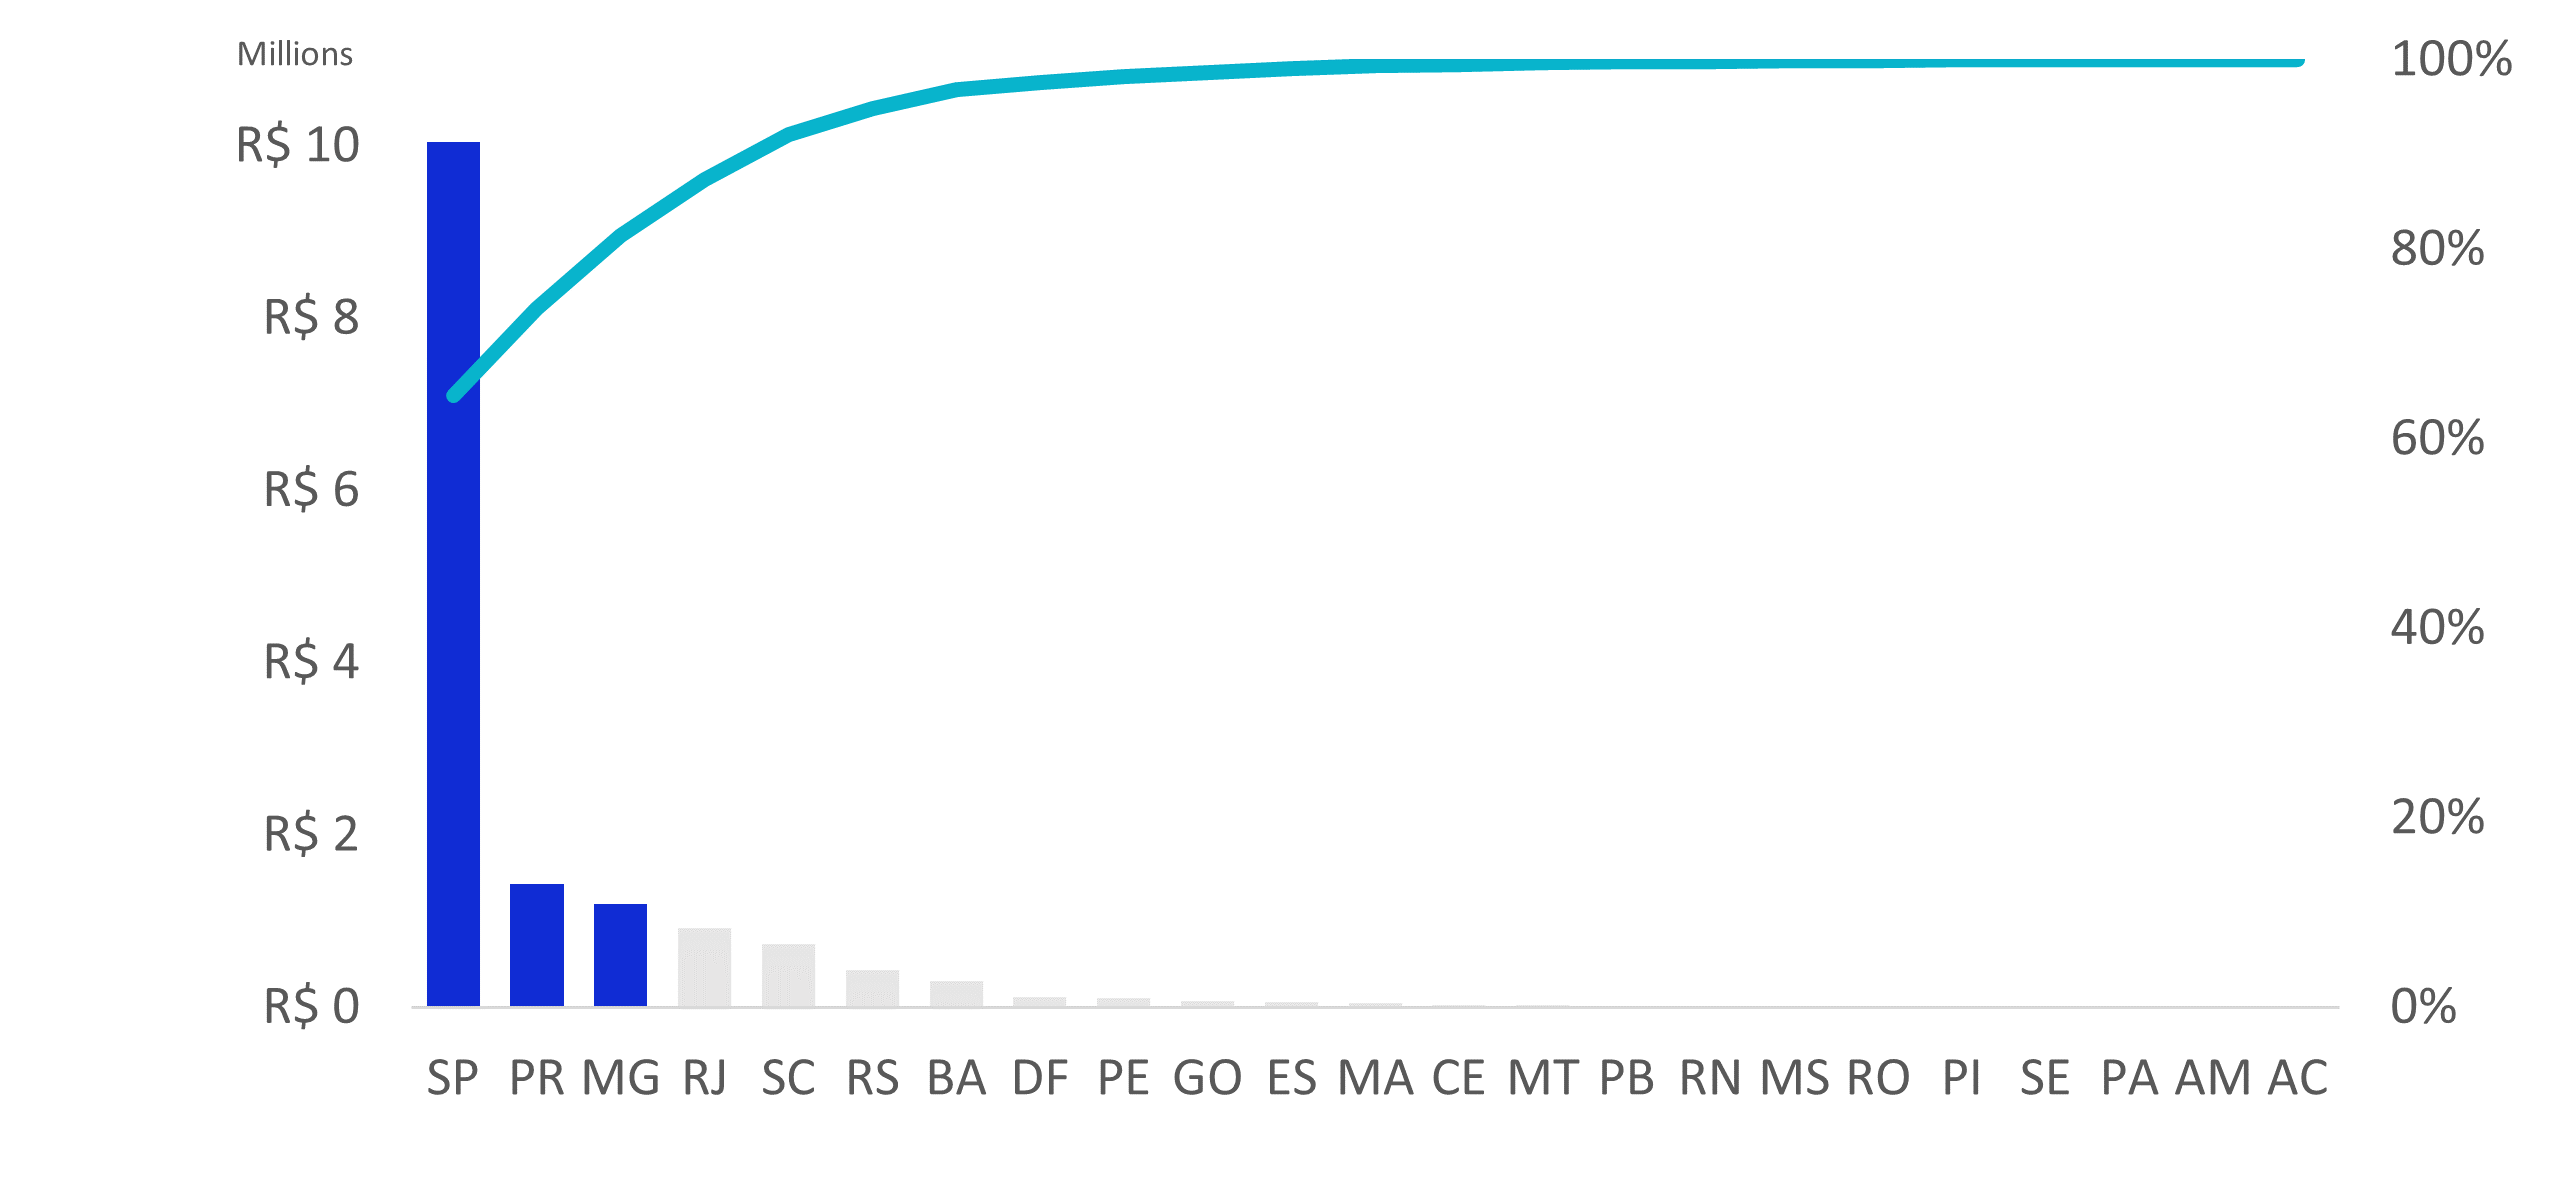 Millions
R$ 10
R$ 8
R$ 6
R$ 4
R$ 2
R$ 0
100%
80%
60%
40%
20%
0%
SP PR MG RJ SC RS BA DF PE GO ES MA CE MT PB RN MS RO PI SE PA AM AC